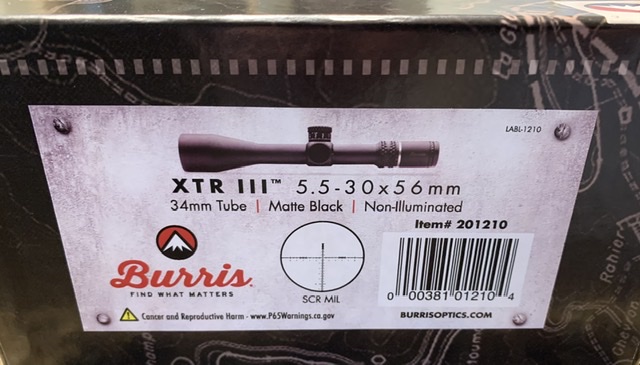 LABL-1210
XTR III™ 5.5-30x56mm
34mm Tube | Matte Black | Non-Illuminated
Item# 201210
Burris
FIND WHAT MATTERS
SCR MIL
0 00381 01210 4
Cancer and Reproductive Harm - www.P65Warnings.ca.gov
BURRISOPTICS.COM